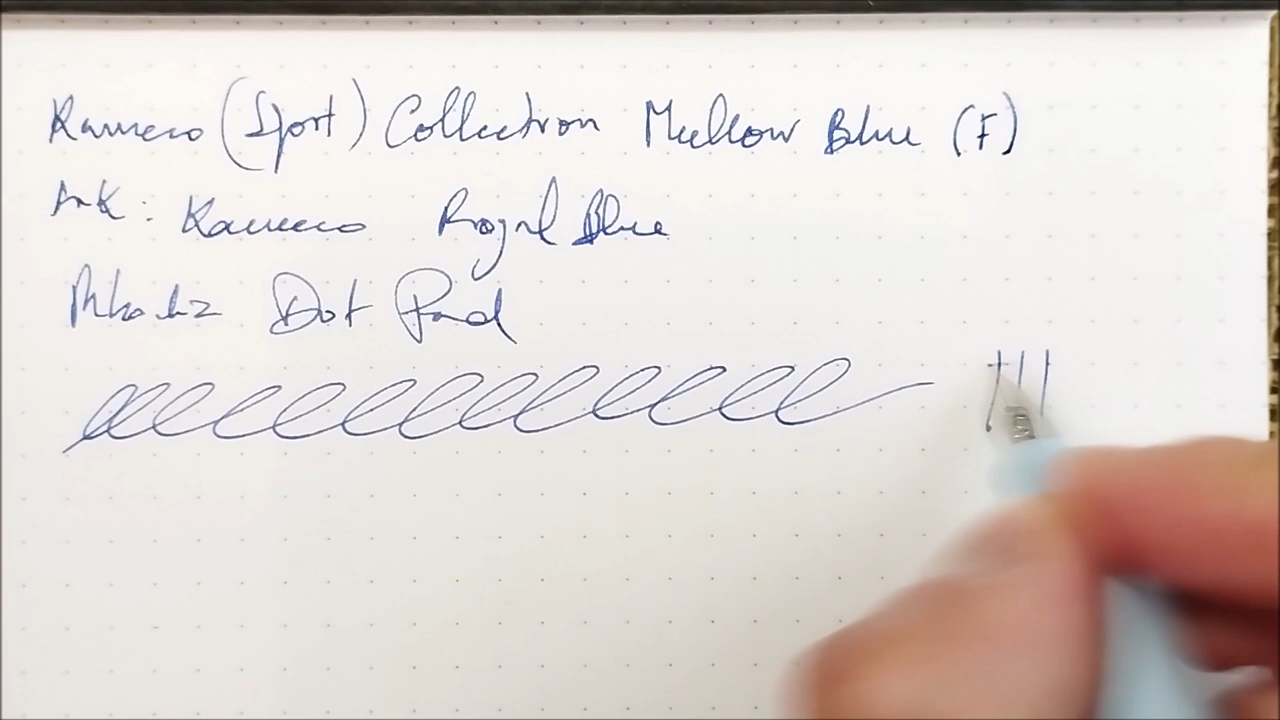 Kaweco (Sport) Collection Mellow Blue (F)
Ink: Kaweco Royal Blue
Rhodia Dot Pad